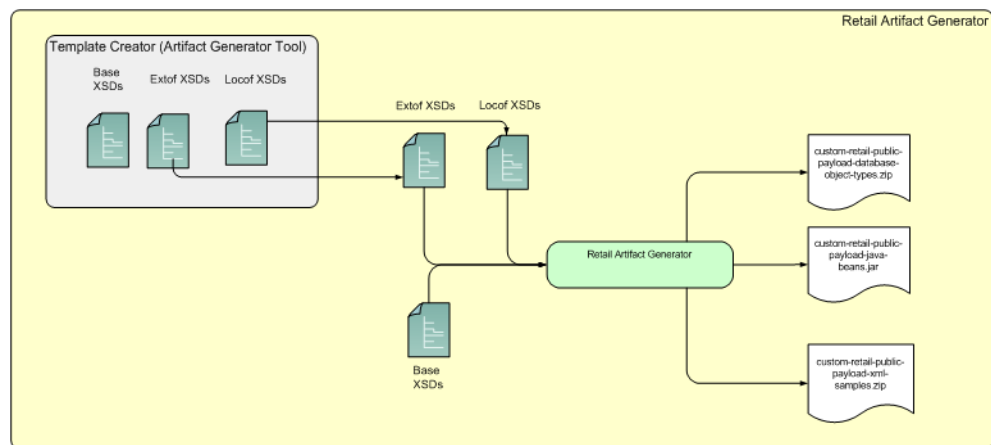 Retail Artifact Generator
Template Creator (Artifact Generator Tool)
Base
XSDs
Extof XSDs
Locof XSDs
Extof XSDs
Locof XSDs
custom-retail-public-
payload-database-
object-types.zip
Retail Artifact Generator
custom-retail-public-
payload-java-
beans.jar
Base
XSDs
custom-retail-public-
payload-xml-
samples.zip